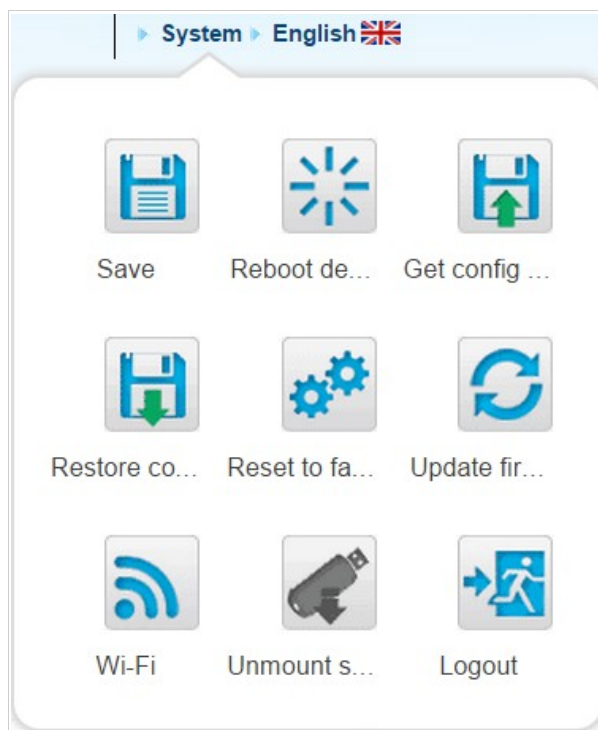 System English
Save Reboot de... Get config ...
Restore co... Reset to fa... Update fir...
Wi-Fi Unmount s... Logout